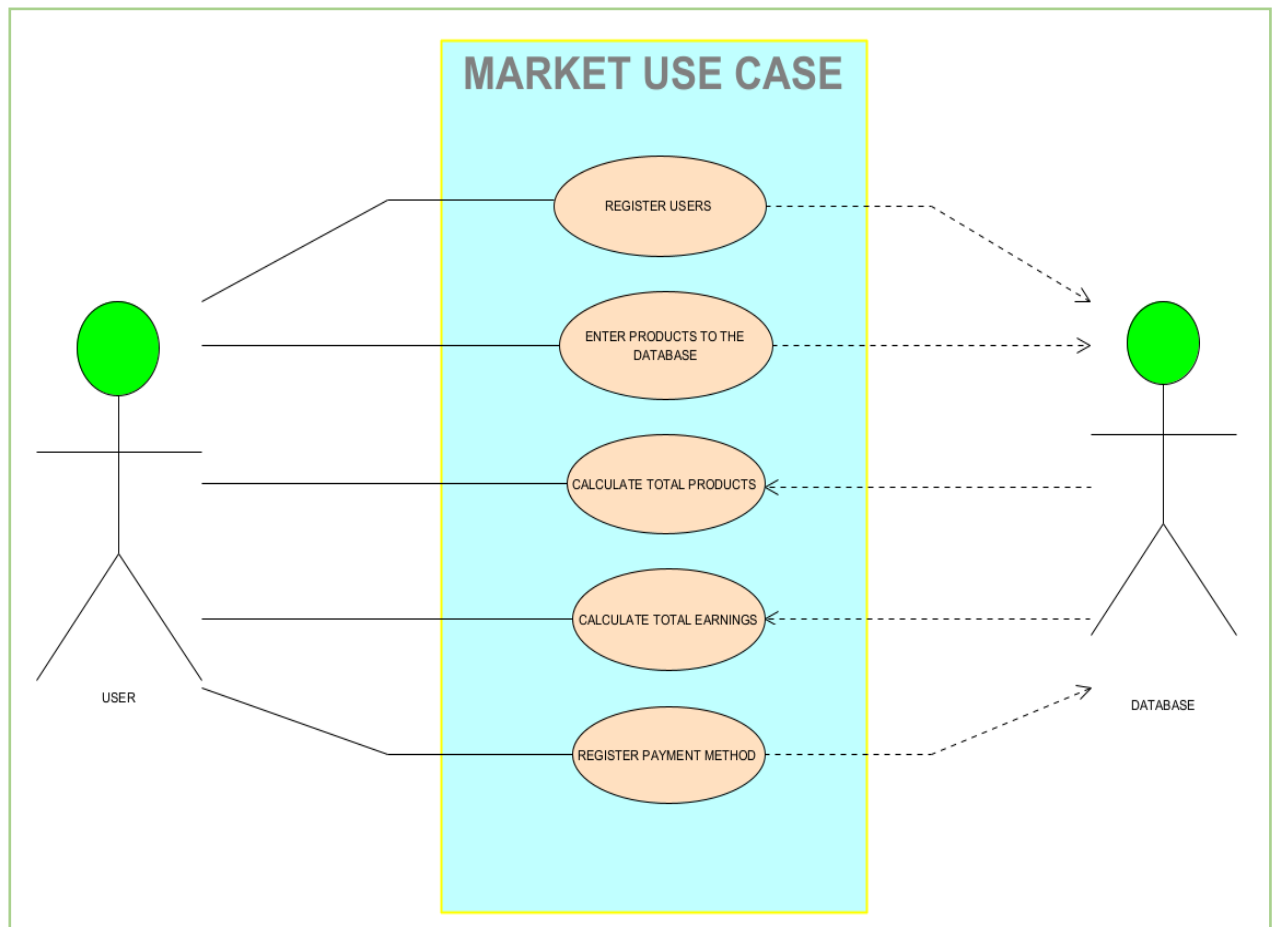 MARKET USE CASE
REGISTER USERS
ENTER PRODUCTS TO THE
DATABASE
CALCULATE TOTAL PRODUCTS
CALCULATE TOTAL EARNINGS
REGISTER PAYMENT METHOD
USER
DATABASE